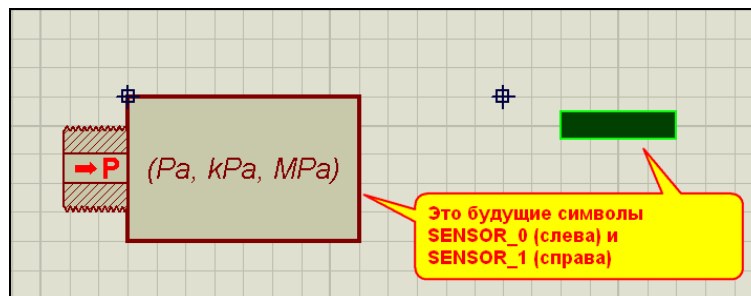 P
(Pa, kPa, MPa)
Это будущие символы
SENSOR_0 (слева) и
SENSOR_1 (справа)